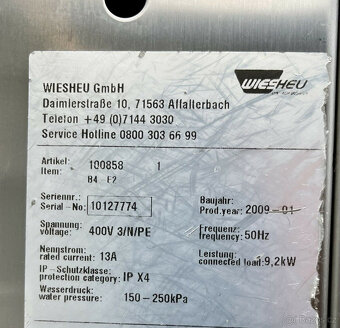 WIESHEU GmbH
WIESHEU
Daimlerstraße 10, 71563 Affalterbach
Telefon +49 (0)7144 3030
Service Hotline 0800 303 66 99
Artikel: 100858 1
Item: B4 E2
Seriennr.: Baujahr:
Serial-No: 10127774 Prod.year: 2009-01
Spannung Frequenz
voltage: 400V 3/N/PE frequency: 50Hz
Nennstrom Leistung:
rated current: 13A connected load: 9,2kW
IP-Schutzklasse
protection category: IP X4
Wasserdruck:
water pressure: 150-250kPa